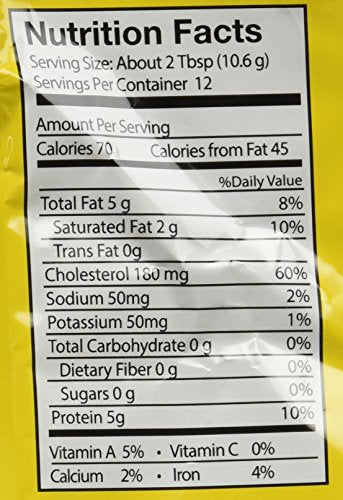 Nutrition Facts
Serving Size: About 2 Tbsp (10.6 g)
Servings Per Container 12
Amount Per Serving
Calories 70 Calories from Fat 45
%Daily Value
Total Fat 5 g 8%
Saturated Fat 2 g 10%
Trans Fat 0g
Cholesterol 180 mg 60%
Sodium 50mg 2%
Potassium 50mg 1%
Total Carbohydrate 0 g 0%
Dietary Fiber 0 g 0%
Sugars 0 g 0%
Protein 5g 10%
Vitamin A 5% • Vitamin C 0%
Calcium 2% • Iron 4%